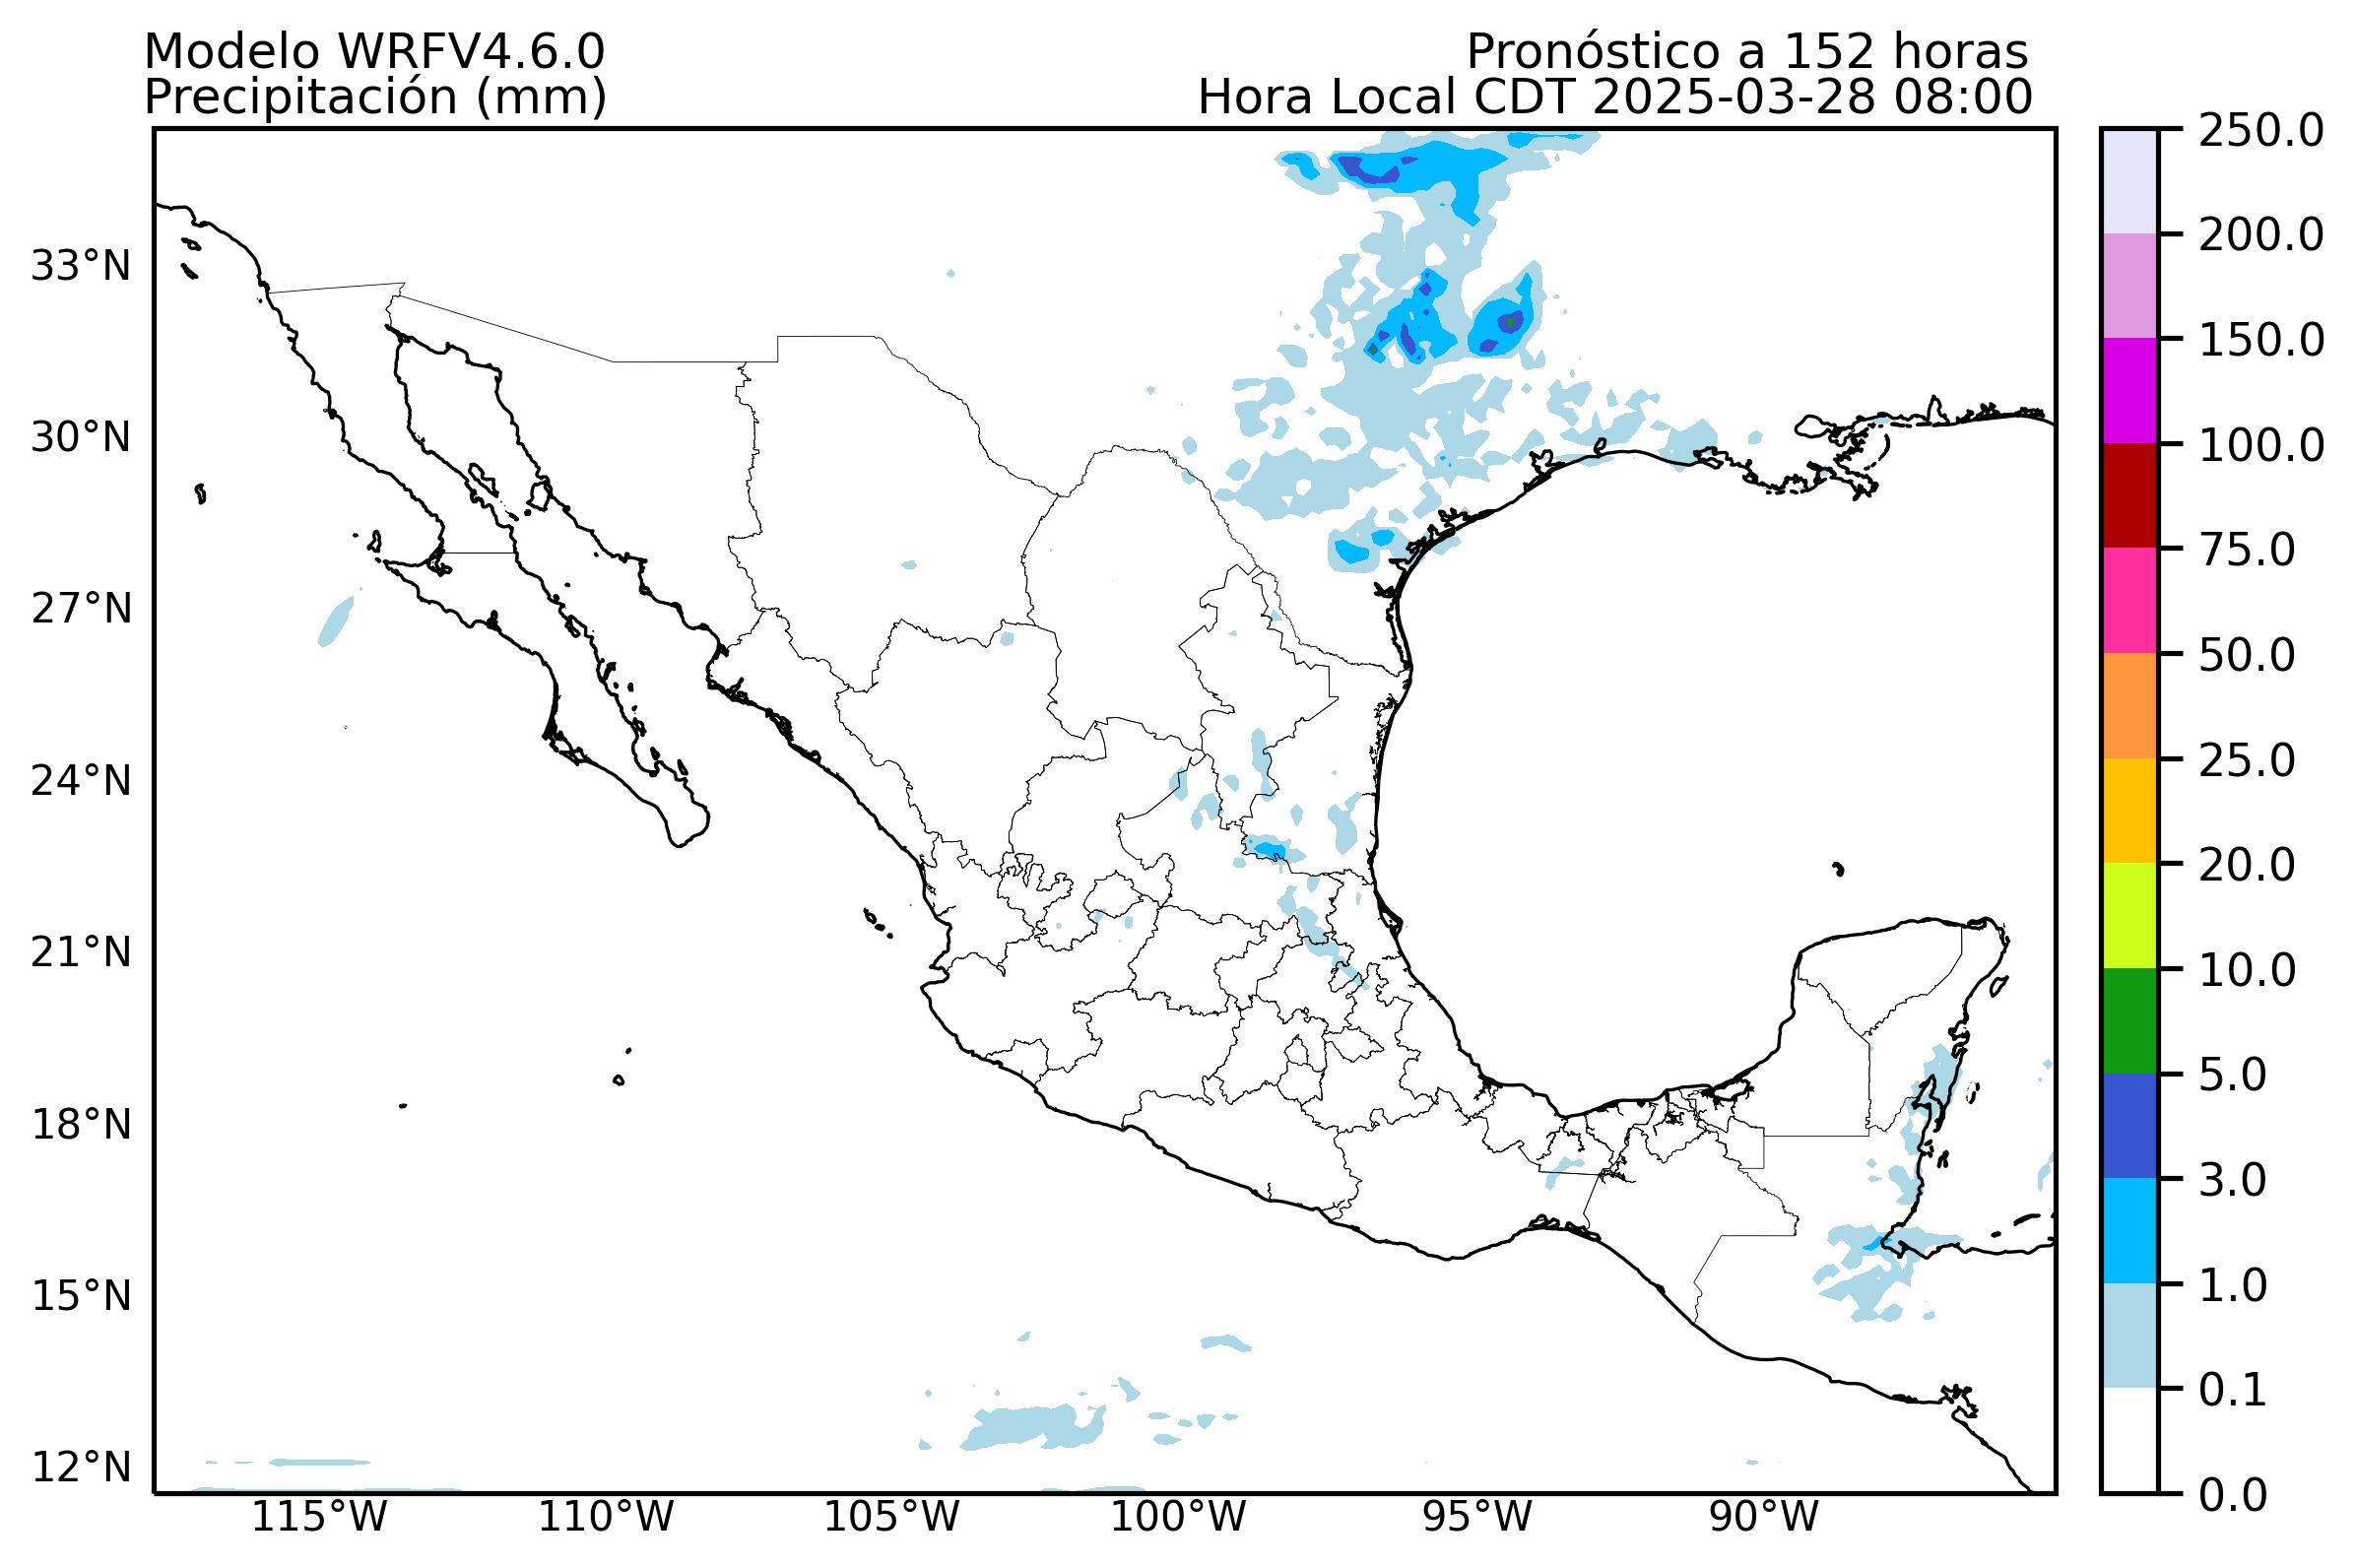 Modelo WRFV4.6.0
Pronóstico a 152 horas
Precipitación (mm)
Hora Local CDT 2025-03-28 08:00
33°N
30°N
27°N
24°N
21°N
18°N
15°N
12°N
115°W
110°W
105°W
100°W
95°W
90°W
250.0
200.0
150.0
100.0
75.0
50.0
25.0
20.0
10.0
5.0
3.0
1.0
0.1
0.0